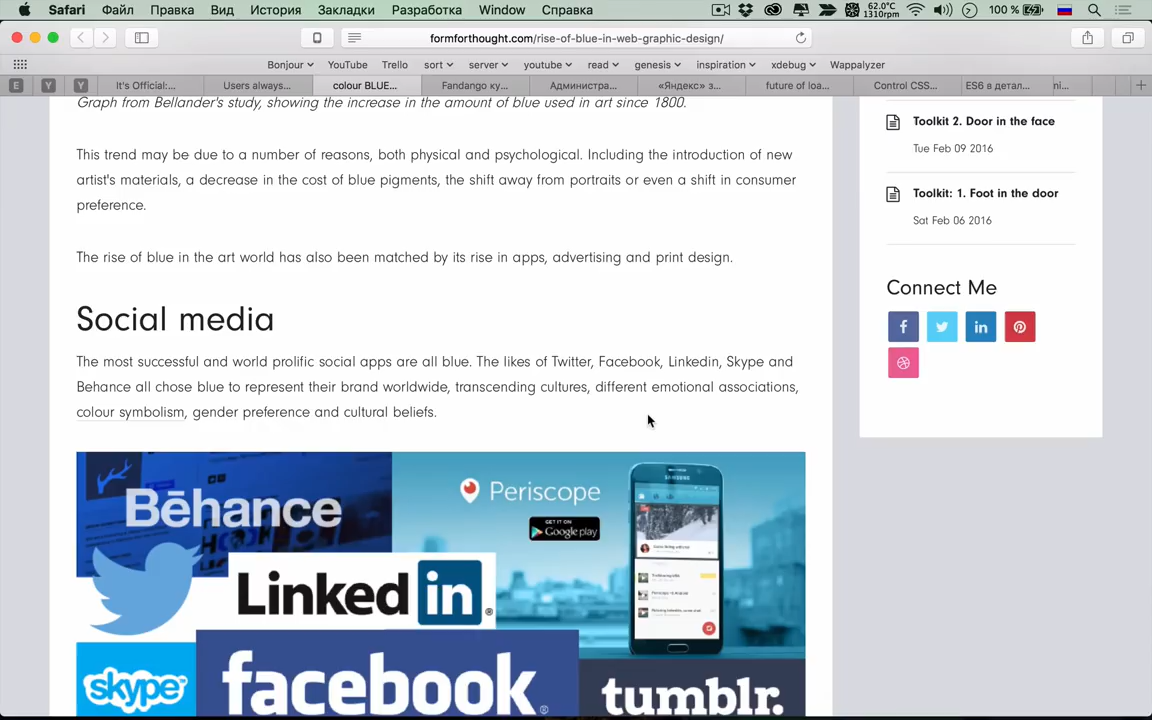 Safari Файл Правка Вид История Закладки Разработка Window Справка
62.0°C 1310rpm 100 %
formforthought.com/rise-of-blue-in-web-graphic-design/
Bonjour YouTube Trello sort server youtube read genesis inspiration xdebug Wappalyzer
E Y Y It's Official:... Users always... colour BLUE... Fandango ку... Администра... «Яндекс» з... future of loa... Control CSS... ES6 в детал... ni...
Graph from Bellander's study, showing the increase in the amount of blue used in art since 1800.
This trend may be due to a number of reasons, both physical and psychological. Including the introduction of new
artist's materials, a decrease in the cost of blue pigments, the shift away from portraits or even a shift in consumer
preference.
The rise of blue in the art world has also been matched by its rise in apps, advertising and print design.
Social media
The most successful and world prolific social apps are all blue. The likes of Twitter, Facebook, Linkedin, Skype and
Behance all chose blue to represent their brand worldwide, transcending cultures, different emotional associations,
colour symbolism, gender preference and cultural beliefs.
Bēhance
Periscope
GET IT ON
Google play
SAMSUNG
Linked in
skype
facebook
tumblr.
Toolkit 2. Door in the face
Tue Feb 09 2016
Toolkit: 1. Foot in the door
Sat Feb 06 2016
Connect Me
f
in